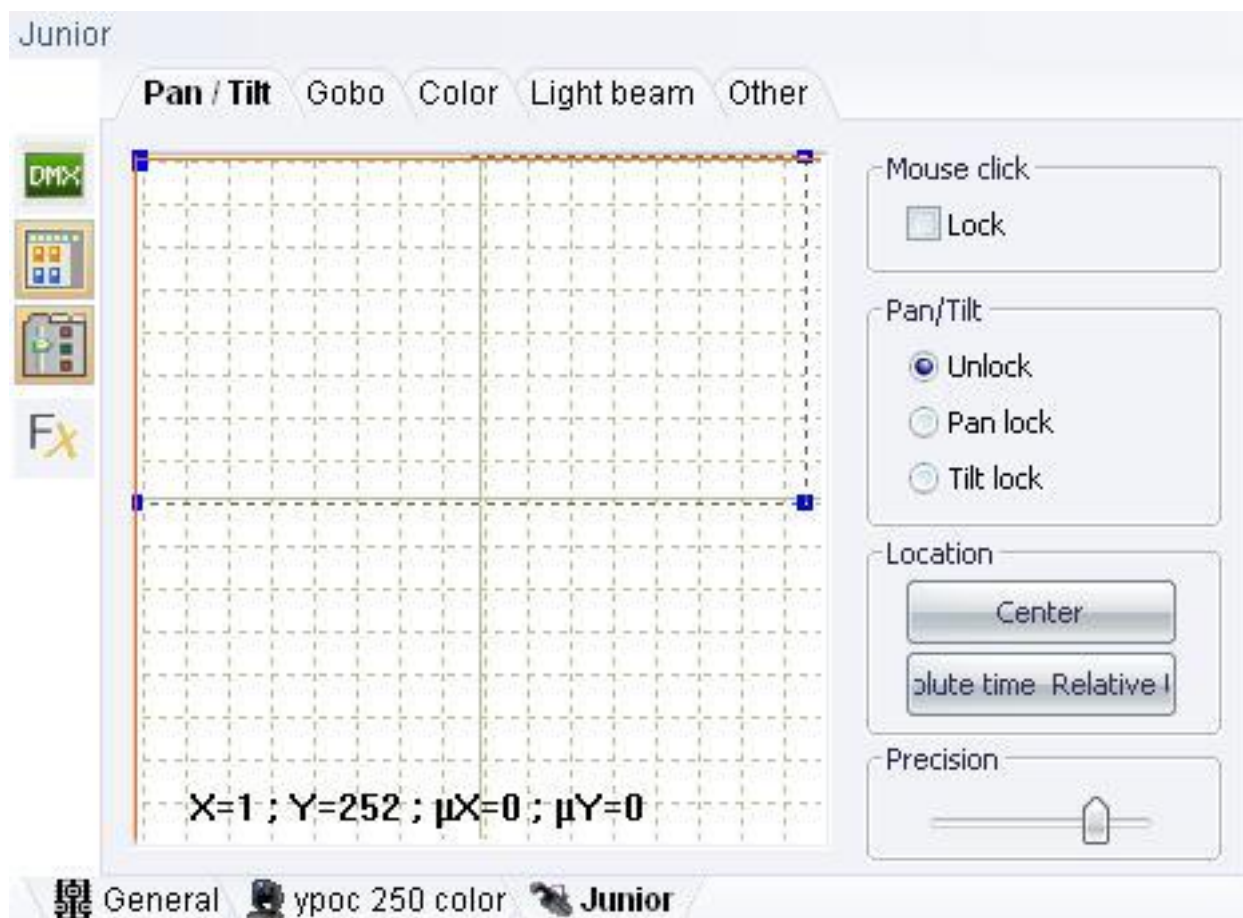 Junior
Pan / Tilt Gobo Color Light beam Other
DMX
Fx
X=1 ; Y=252 ; µX=0 ; µY=0
Mouse click
Lock
Pan/Tilt
Unlock
Pan lock
Tilt lock
Location
Center
olute time Relative
Precision
General ypoc 250 color Junior